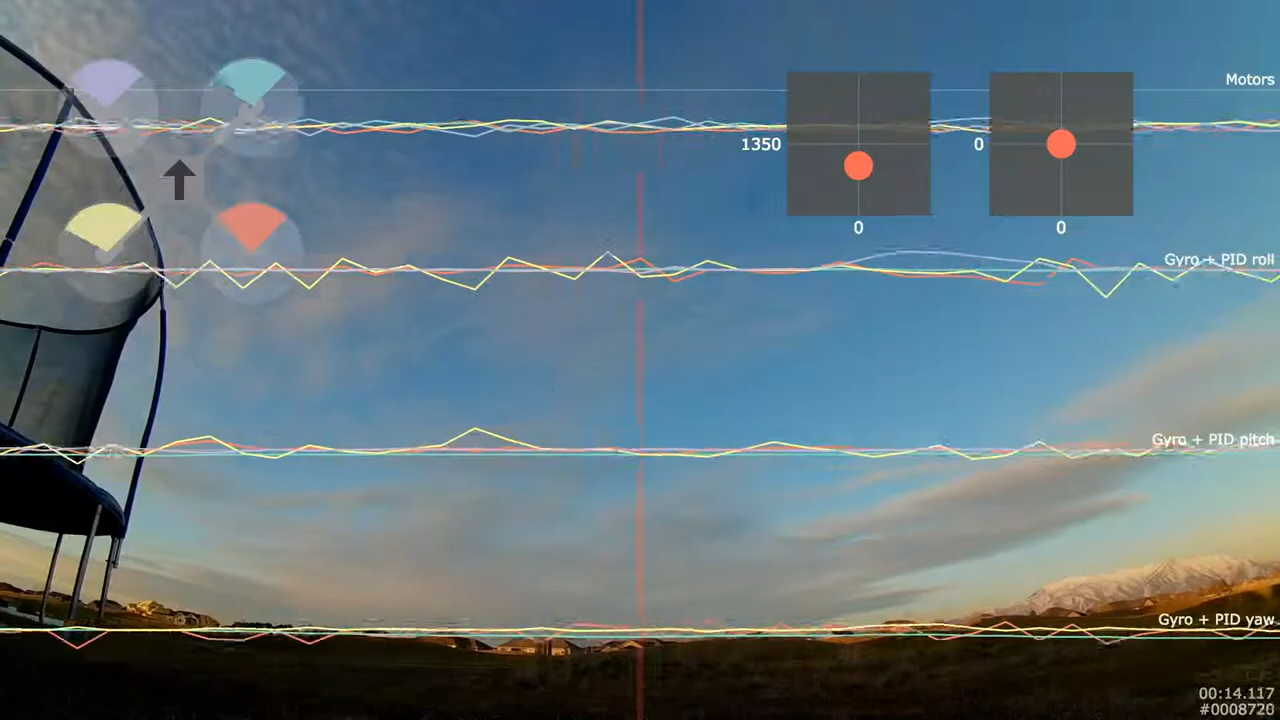 Motors
1350
0
0
0
Gyro + PID roll
Gyro + PID pitch
Gyro + PID yaw
00:14.117
#0008720